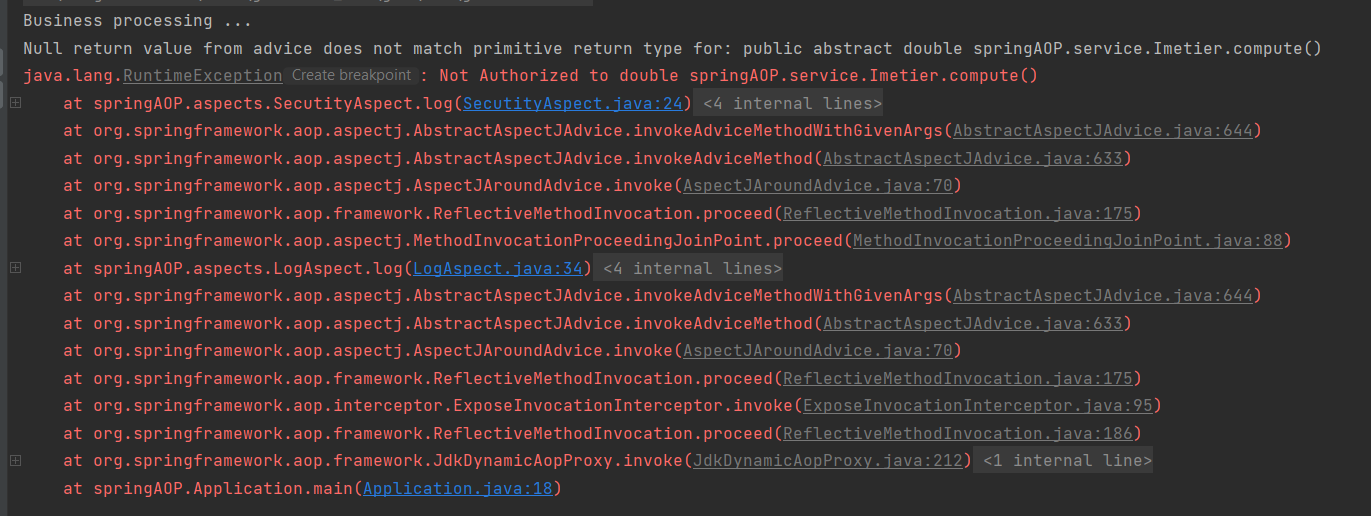 Business processing ...
Null return value from advice does not match primitive return type for: public abstract double springAOP.service.Imetier.compute()
java.lang.RuntimeException Create breakpoint : Not Authorized to double springAOP.service.Imetier.compute()
at springAOP.aspects.SecutityAspect.log(SecutityAspect.java:24) <4 internal lines>
at org.springframework.aop.aspectj.AbstractAspectJAdvice.invokeAdviceMethodWithGivenArgs(AbstractAspectJAdvice.java:644)
at org.springframework.aop.aspectj.AbstractAspectJAdvice.invokeAdviceMethod(AbstractAspectJAdvice.java:633)
at org.springframework.aop.aspectj.AspectJAroundAdvice.invoke(AspectJAroundAdvice.java:70)
at org.springframework.aop.framework.ReflectiveMethodInvocation.proceed(ReflectiveMethodInvocation.java:175)
at org.springframework.aop.aspectj.MethodInvocationProceedingJoinPoint.proceed(MethodInvocationProceedingJoinPoint.java:88)
at springAOP.aspects.LogAspect.log(LogAspect.java:34) <4 internal lines>
at org.springframework.aop.aspectj.AbstractAspectJAdvice.invokeAdviceMethodWithGivenArgs(AbstractAspectJAdvice.java:644)
at org.springframework.aop.aspectj.AbstractAspectJAdvice.invokeAdviceMethod(AbstractAspectJAdvice.java:633)
at org.springframework.aop.aspectj.AspectJAroundAdvice.invoke(AspectJAroundAdvice.java:70)
at org.springframework.aop.framework.ReflectiveMethodInvocation.proceed(ReflectiveMethodInvocation.java:175)
at org.springframework.aop.interceptor.ExposeInvocationInterceptor.invoke(ExposeInvocationInterceptor.java:95)
at org.springframework.aop.framework.ReflectiveMethodInvocation.proceed(ReflectiveMethodInvocation.java:186)
at org.springframework.aop.framework.JdkDynamicAopProxy.invoke(JdkDynamicAopProxy.java:212) <1 internal line>
at springAOP.Application.main(Application.java:18)